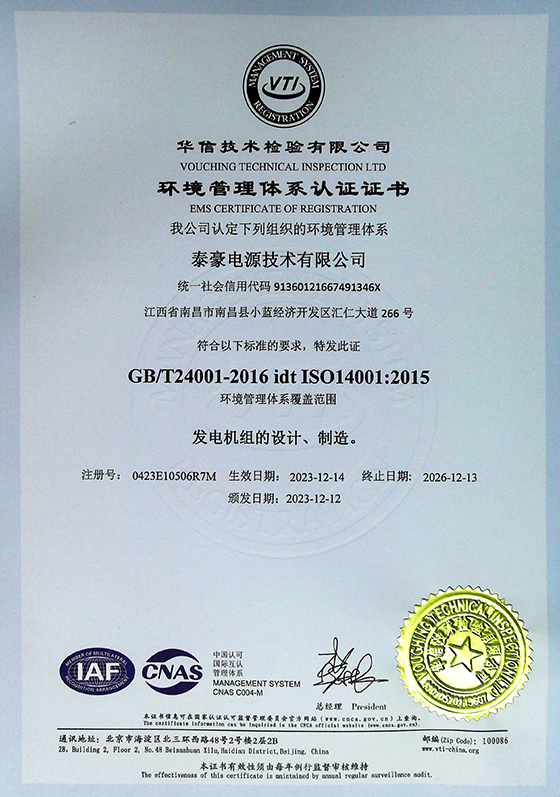 MANAGEMENT SYSTEM
VTI
REGISTRATION
华信技术检验有限公司
VOUCHING TECHNICAL INSPECTION LTD
环境管理体系认证证书
EMS CERTIFICATE OF REGISTRATION
我公司认定下列组织的环境管理体系
泰豪电源技术有限公司
统一社会信用代码 91360121667491346X
江西省南昌市南昌县小蓝经济开发区汇仁大道 266 号
符合以下标准的要求，特发此证
GB/T24001-2016 idt ISO14001:2015
环境管理体系覆盖范围
发电机组的设计、制造。
注册号： 0423E10506R7M 生效日期： 2023-12-14 终止日期: 2026-12-13
颁发日期：2023-12-12
MEMBER OF MULTILATERAL
IAF
RECOGNITION ARRANGEMENT
CNAS
中国认可
国际互认
管理体系
MANAGEMENT SYSTEM
CNAS C004-M
总经理 President
VOUCHING TECHNICAL INSPECTION LTD
本证书信息可在国家认证认可监督管理委员会官方网站(www.cnca.gov.cn)上查询。
The certificate information can be inquired in the CNCA official website (www.cnca.gov.cn).
通讯地址：北京市海淀区北三环西路48号2号楼2层2B
2B, Building 2, Floor 2, No.48 Beisanhuan Xilu,Haidian District,Beijing, China
邮编(Zip Code): 100086
www.vti-china.org
本证书有效性须由每年例行监督审核维持
The effectiveness of this certificate is maintained by annual regular surveillance audit.